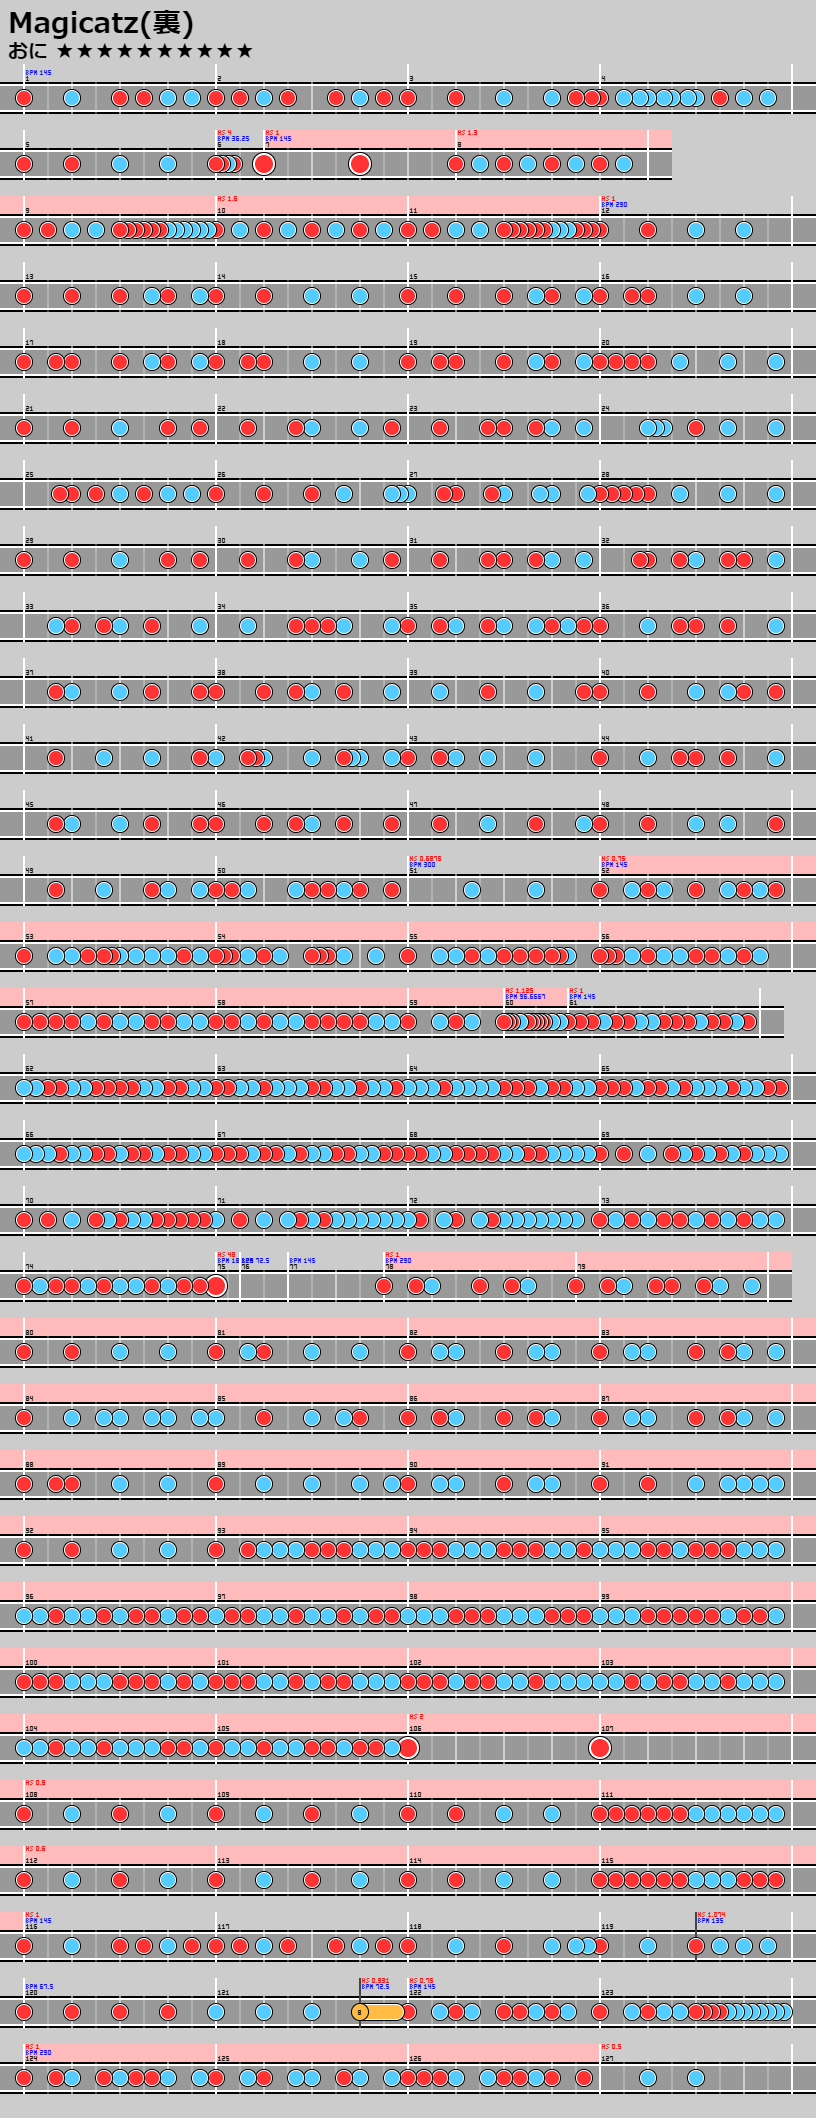 Magicatz(裏)
おに ★★★★★★★★★★
BPM 145
1 2 3 4
HS 4 HS 1 HS 1.3
BPM 36.25 BPM 145
5 6 7 8
HS 1.6 HS 1
BPM 290
9 10 11 12
13 14 15 16
17 18 19 20
21 22 23 24
25 26 27 28
29 30 31 32
33 34 35 36
37 38 39 40
41 42 43 44
45 46 47 48
HS 0.6875 HS 0.75
BPM 300 BPM 145
49 50 51 52
53 54 55 56
HS 1.125 HS 1
BPM 96.6667 BPM 145
57 58 59 60 61
62 63 64 65
66 67 68 69
70 71 72 73
HS 1
BPM 72.5 BPM 145 BPM 290
74 75 76 77 78 79
80 81 82 83
84 85 86 87
88 89 90 91
92 93 94 95
96 97 98 99
100 101 102 103
HS 2
104 105 106 107
HS 0.8
108 109 110 111
HS 0.6
112 113 114 115
HS 1 HS 1.074
BPM 145 BPM 135
116 117 118 119
HS 0.931 HS 0.75
BPM 67.5 BPM 72.5 BPM 145
120 121 122 123
8
HS 1 HS 0.5
BPM 290
124 125 126 127